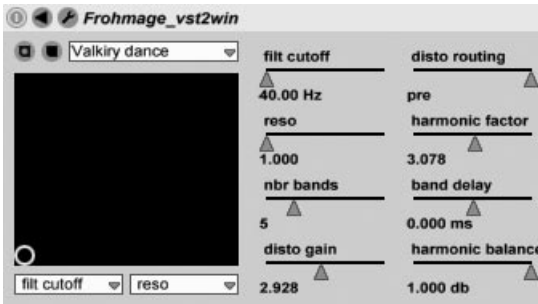 Frohmage_vst2win
Valkiry dance
filt cutoff
disto routing
40.00 Hz
pre
reso
harmonic factor
1.000
3.078
nbr bands
band delay
5
0.000 ms
disto gain
harmonic balance
2.928
1.000 db
filt cutoff
reso